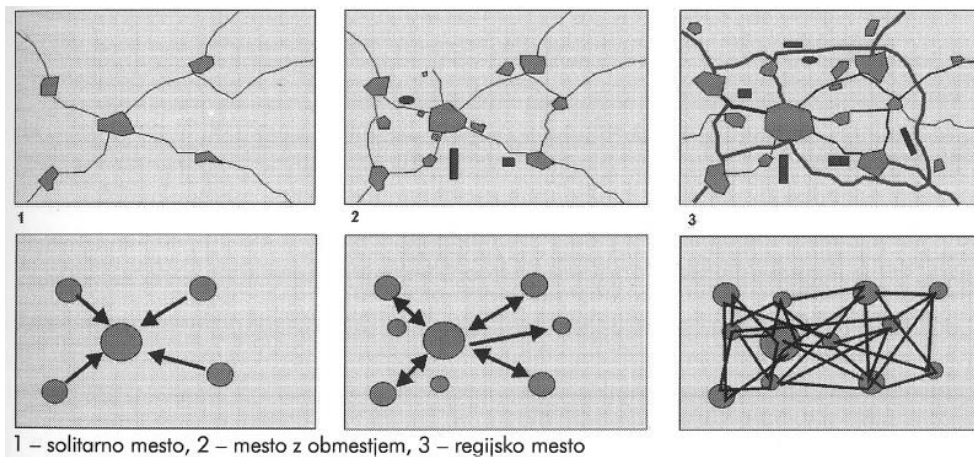 1
2
3
1 – solitarno mesto, 2 – mesto z obmestjem, 3 – regijsko mesto